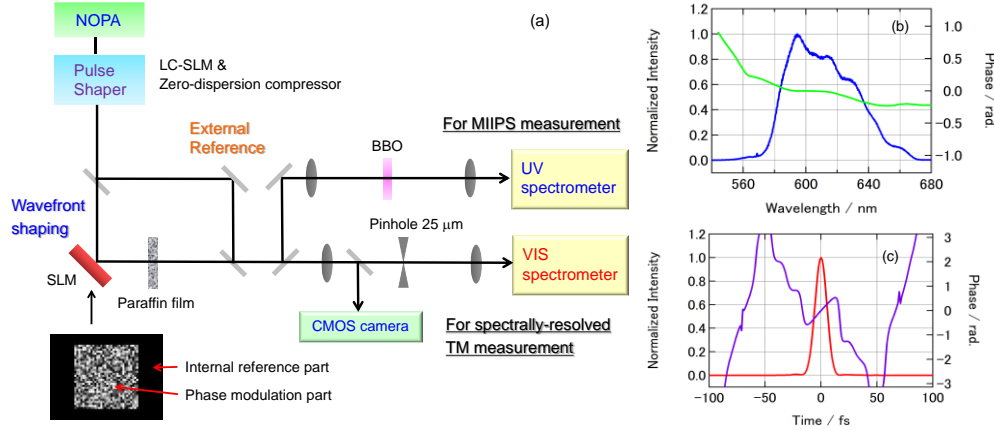 (a)
NOPA
Pulse
Shaper
LC-SLM &
Zero-dispersion compressor
External
Reference
For MIIPS measurement
BBO
UV
spectrometer
Wavefront
shaping
Pinhole 25 μm
VIS
spectrometer
SLM
Paraffin film
CMOS camera
For spectrally-resolved
TM measurement
Internal reference part
Phase modulation part
(b)
Normalized Intensity
1.2
1.0
0.8
0.6
0.4
0.2
0.0
1.0
0.5
0.0
-0.5
-1.0
Phase / rad.
560 600 640 680
Wavelength / nm
(c)
Normalized Intensity
1.2
1.0
0.8
0.6
0.4
0.2
0.0
3
2
1
0
-1
-2
-3
Phase / rad.
-100 -50 0 50 100
Time / fs